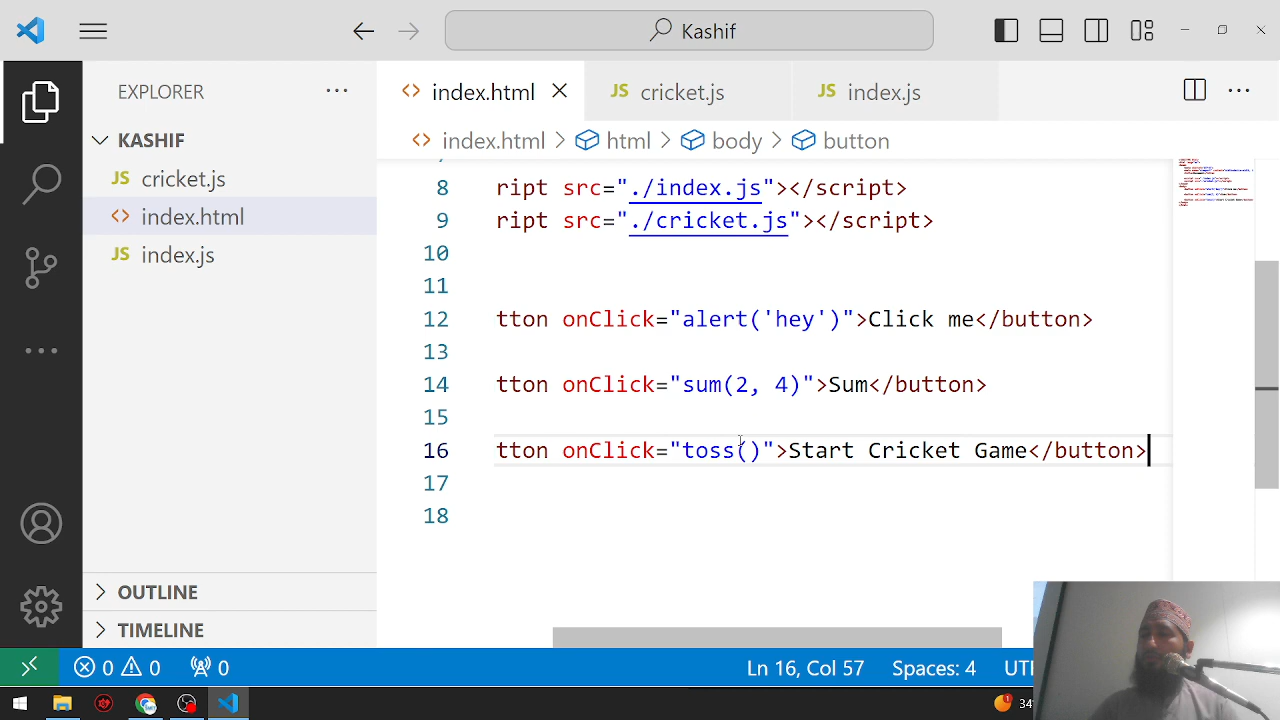 Kashif
EXPLORER
index.html
cricket.js
index.js
KASHIF
index.html
html
body
button
JS cricket.js
index.html
JS index.js
8 ript src="./index.js"></script>
9 ript src="./cricket.js"></script>
10
11
12 tton onClick="alert('hey')">Click me</button>
13
14 tton onClick="sum(2, 4)">Sum</button>
15
16 tton onClick="toss()">Start Cricket Game</button>
17
18
OUTLINE
TIMELINE
0 0 0
Ln 16, Col 57
Spaces: 4